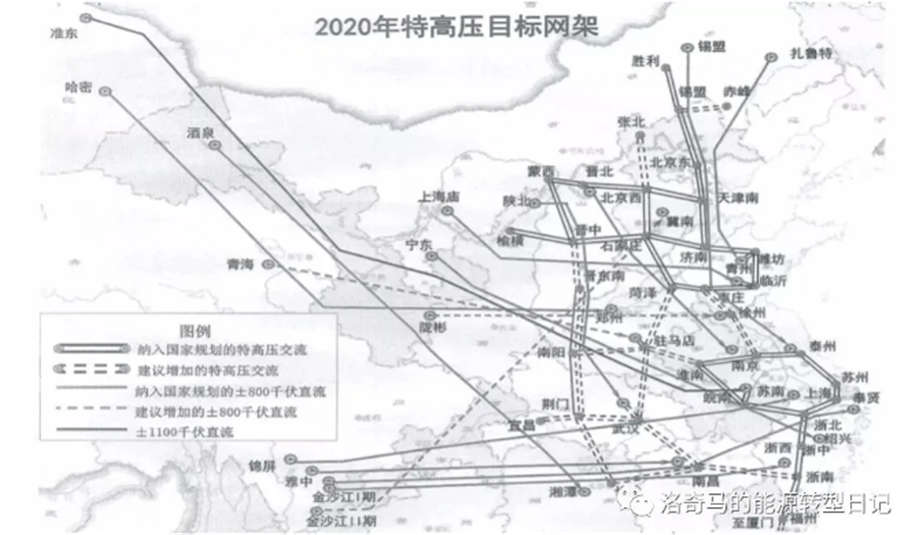 2020年特高压目标网架
准东
哈密
酒泉
锡盟
扎鲁特
胜利
锡盟
赤峰
张北
北京东
蒙西
晋北
北京西
天津南
陕北
上海庙
冀南
榆横
晋中
石家庄
济南
潍坊
宁东
青海
青州
临沂
晋东南
菏泽
枣庄
徐州
郑州
陇彬
驻马店
南阳
泰州
淮南
南京
苏州
皖南
苏南
上海
奉贤
荆门
宜昌
武汉
浙北
绍兴
浙中
浙西
浙南
锦屏
雅中
金沙江I期
金沙江II期
湘潭
南昌
至厦门
福州
图例
纳入国家规划的特高压交流
建议增加的特高压交流
纳入国家规划的±800千伏直流
建议增加的±800千伏直流
±1100千伏直流
洛奇马的能源转型日记